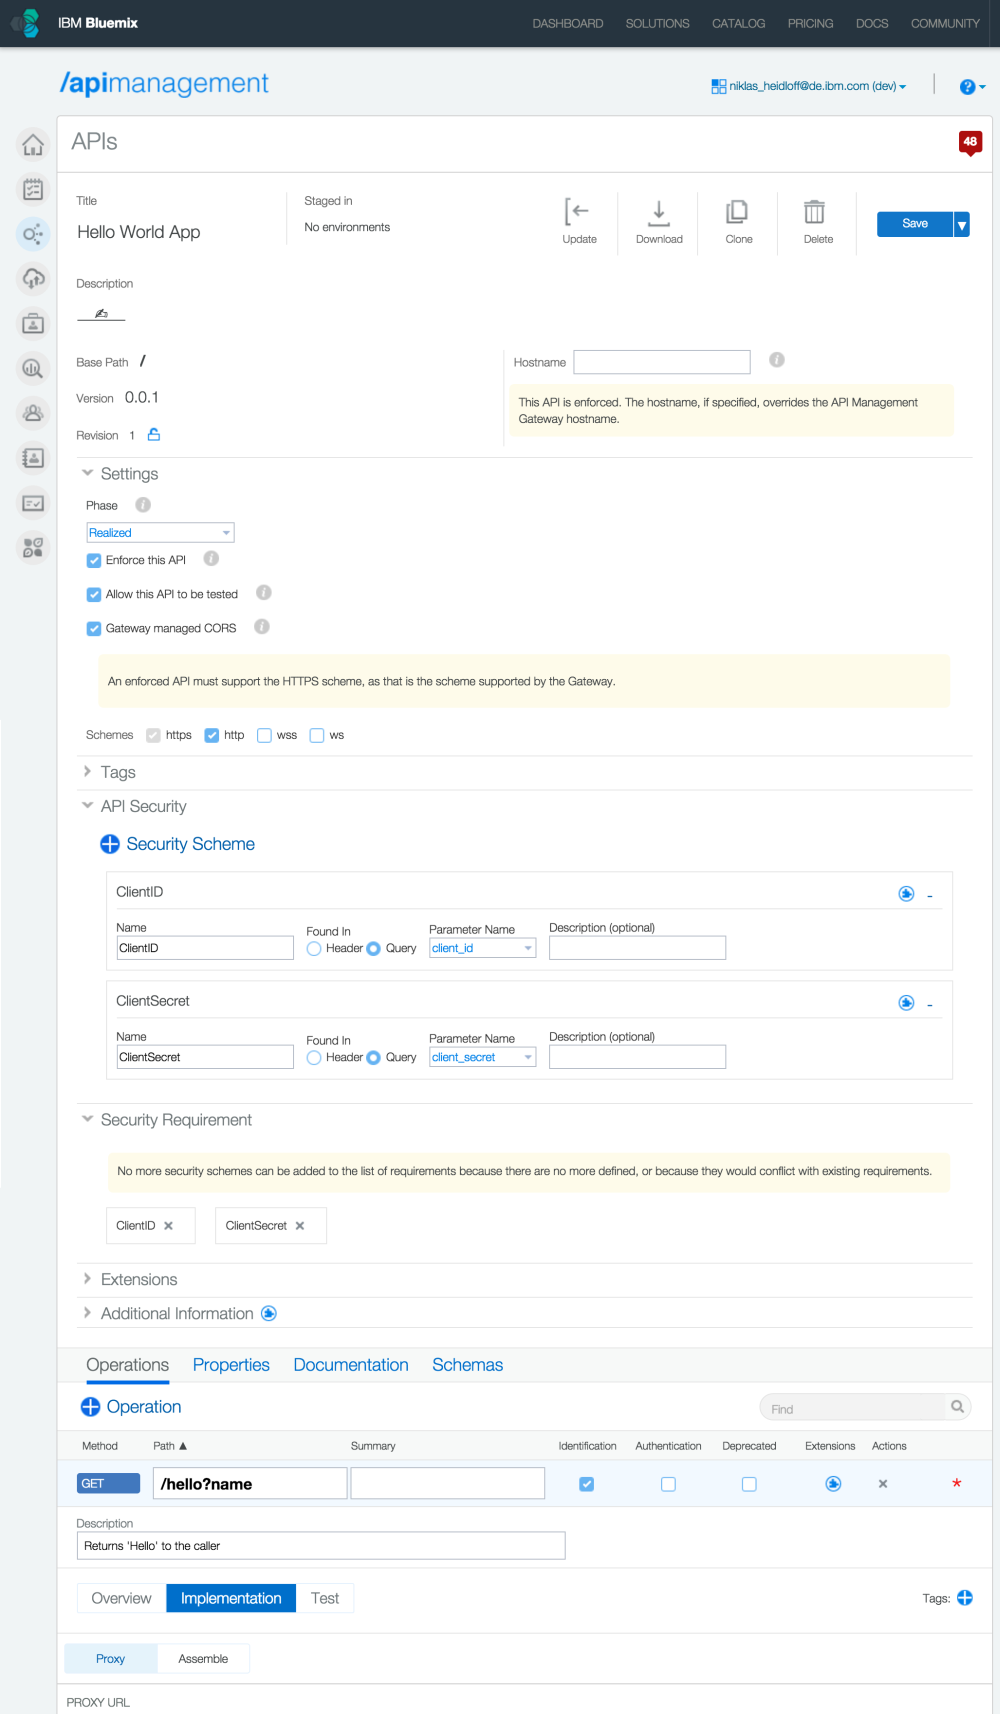 IBM Bluemix DASHBOARD SOLUTIONS CATALOG PRICING DOCS COMMUNITY
/apimanagement niklas_heidloff@de.ibm.com (dev) ?
APIs 48
Title Staged in
Hello World App No environments
Update Download Clone Delete Save
Description
Base Path / Hostname
This API is enforced. The hostname, if specified, overrides the API Management
Gateway hostname.
Version 0.0.1
Revision 1
Settings
Phase
Realized
Enforce this API
Allow this API to be tested
Gateway managed CORS
An enforced API must support the HTTPS scheme, as that is the scheme supported by the Gateway.
Schemes https http wss ws
Tags
API Security
Security Scheme
ClientID -
Name Found In Parameter Name Description (optional)
ClientID Header Query client_id
ClientSecret -
Name Found In Parameter Name Description (optional)
ClientSecret Header Query client_secret
Security Requirement
No more security schemes can be added to the list of requirements because there are no more defined, or because they would conflict with existing requirements.
ClientID × ClientSecret ×
Extensions
Additional Information
Operations Properties Documentation Schemas
Operation Find
Method Path ▲ Summary Identification Authentication Deprecated Extensions Actions
GET /hello?name × *
Description
Returns 'Hello' to the caller
Overview Implementation Test Tags:
Proxy Assemble
PROXY URL